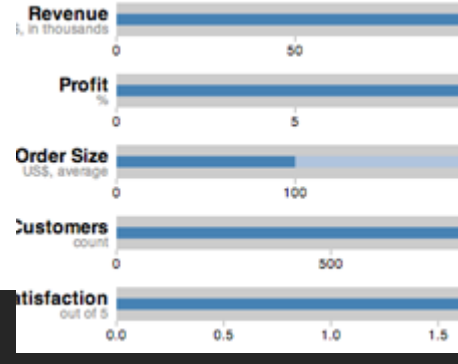 Revenue
$, in thousands
0 50
Profit
%
0 5
Order Size
US$, average
0 100
Customers
count
0 500
atisfaction
out of 5
0.0 0.5 1.0 1.5